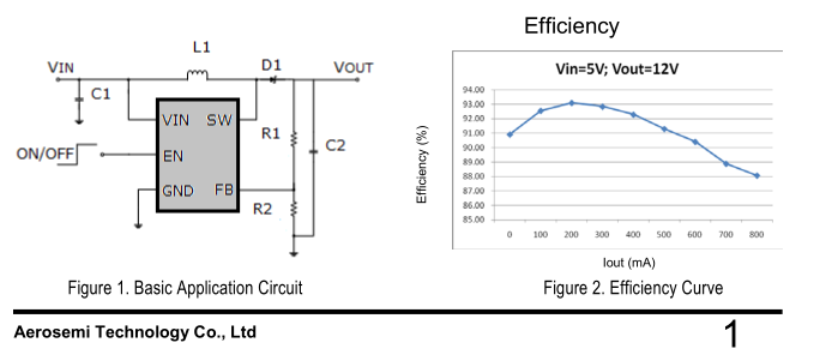 Efficiency
L1
VIN
D1
VOUT
C1
VIN SW
R1
C2
ON/OFF
EN
GND FB
R2
Vin=5V; Vout=12V
Efficiency (%)
94.00
93.00
92.00
91.00
90.00
89.00
88.00
87.00
86.00
85.00
0 100 200 300 400 500 600 700 800
Iout (mA)
Figure 1. Basic Application Circuit
Figure 2. Efficiency Curve
Aerosemi Technology Co., Ltd
1